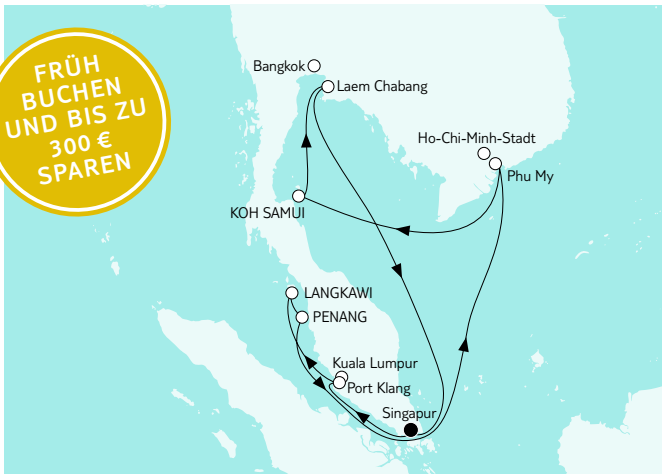 FRÜH
BUCHEN
UND BIS ZU
300 €
SPAREN
Bangkok
Laem Chabang
Ho-Chi-Minh-Stadt
Phu My
KOH SAMUI
LANGKAWI
PENANG
Kuala Lumpur
Port Klang
Singapur